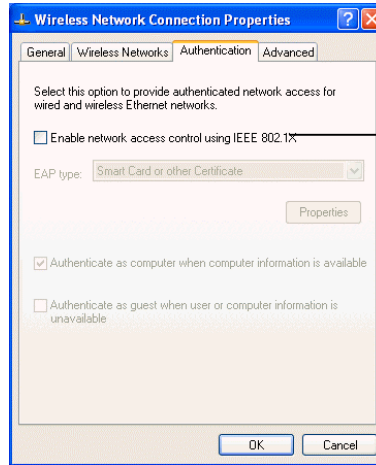 Wireless Network Connection Properties
General Wireless Networks Authentication Advanced
Select this option to provide authenticated network access for
wired and wireless Ethernet networks.
Enable network access control using IEEE 802.1X
EAP type: Smart Card or other Certificate
Properties
Authenticate as computer when computer information is available
Authenticate as guest when user or computer information is
unavailable
OK Cancel